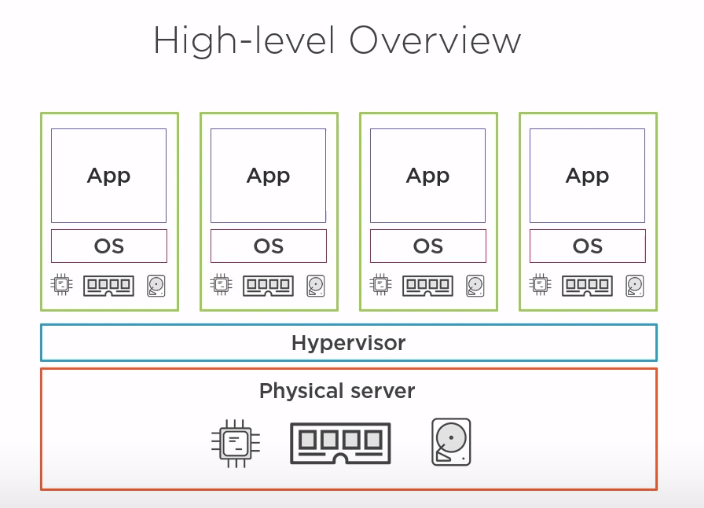 High-level Overview
App
App
App
App
OS
OS
OS
OS
Hypervisor
Physical server